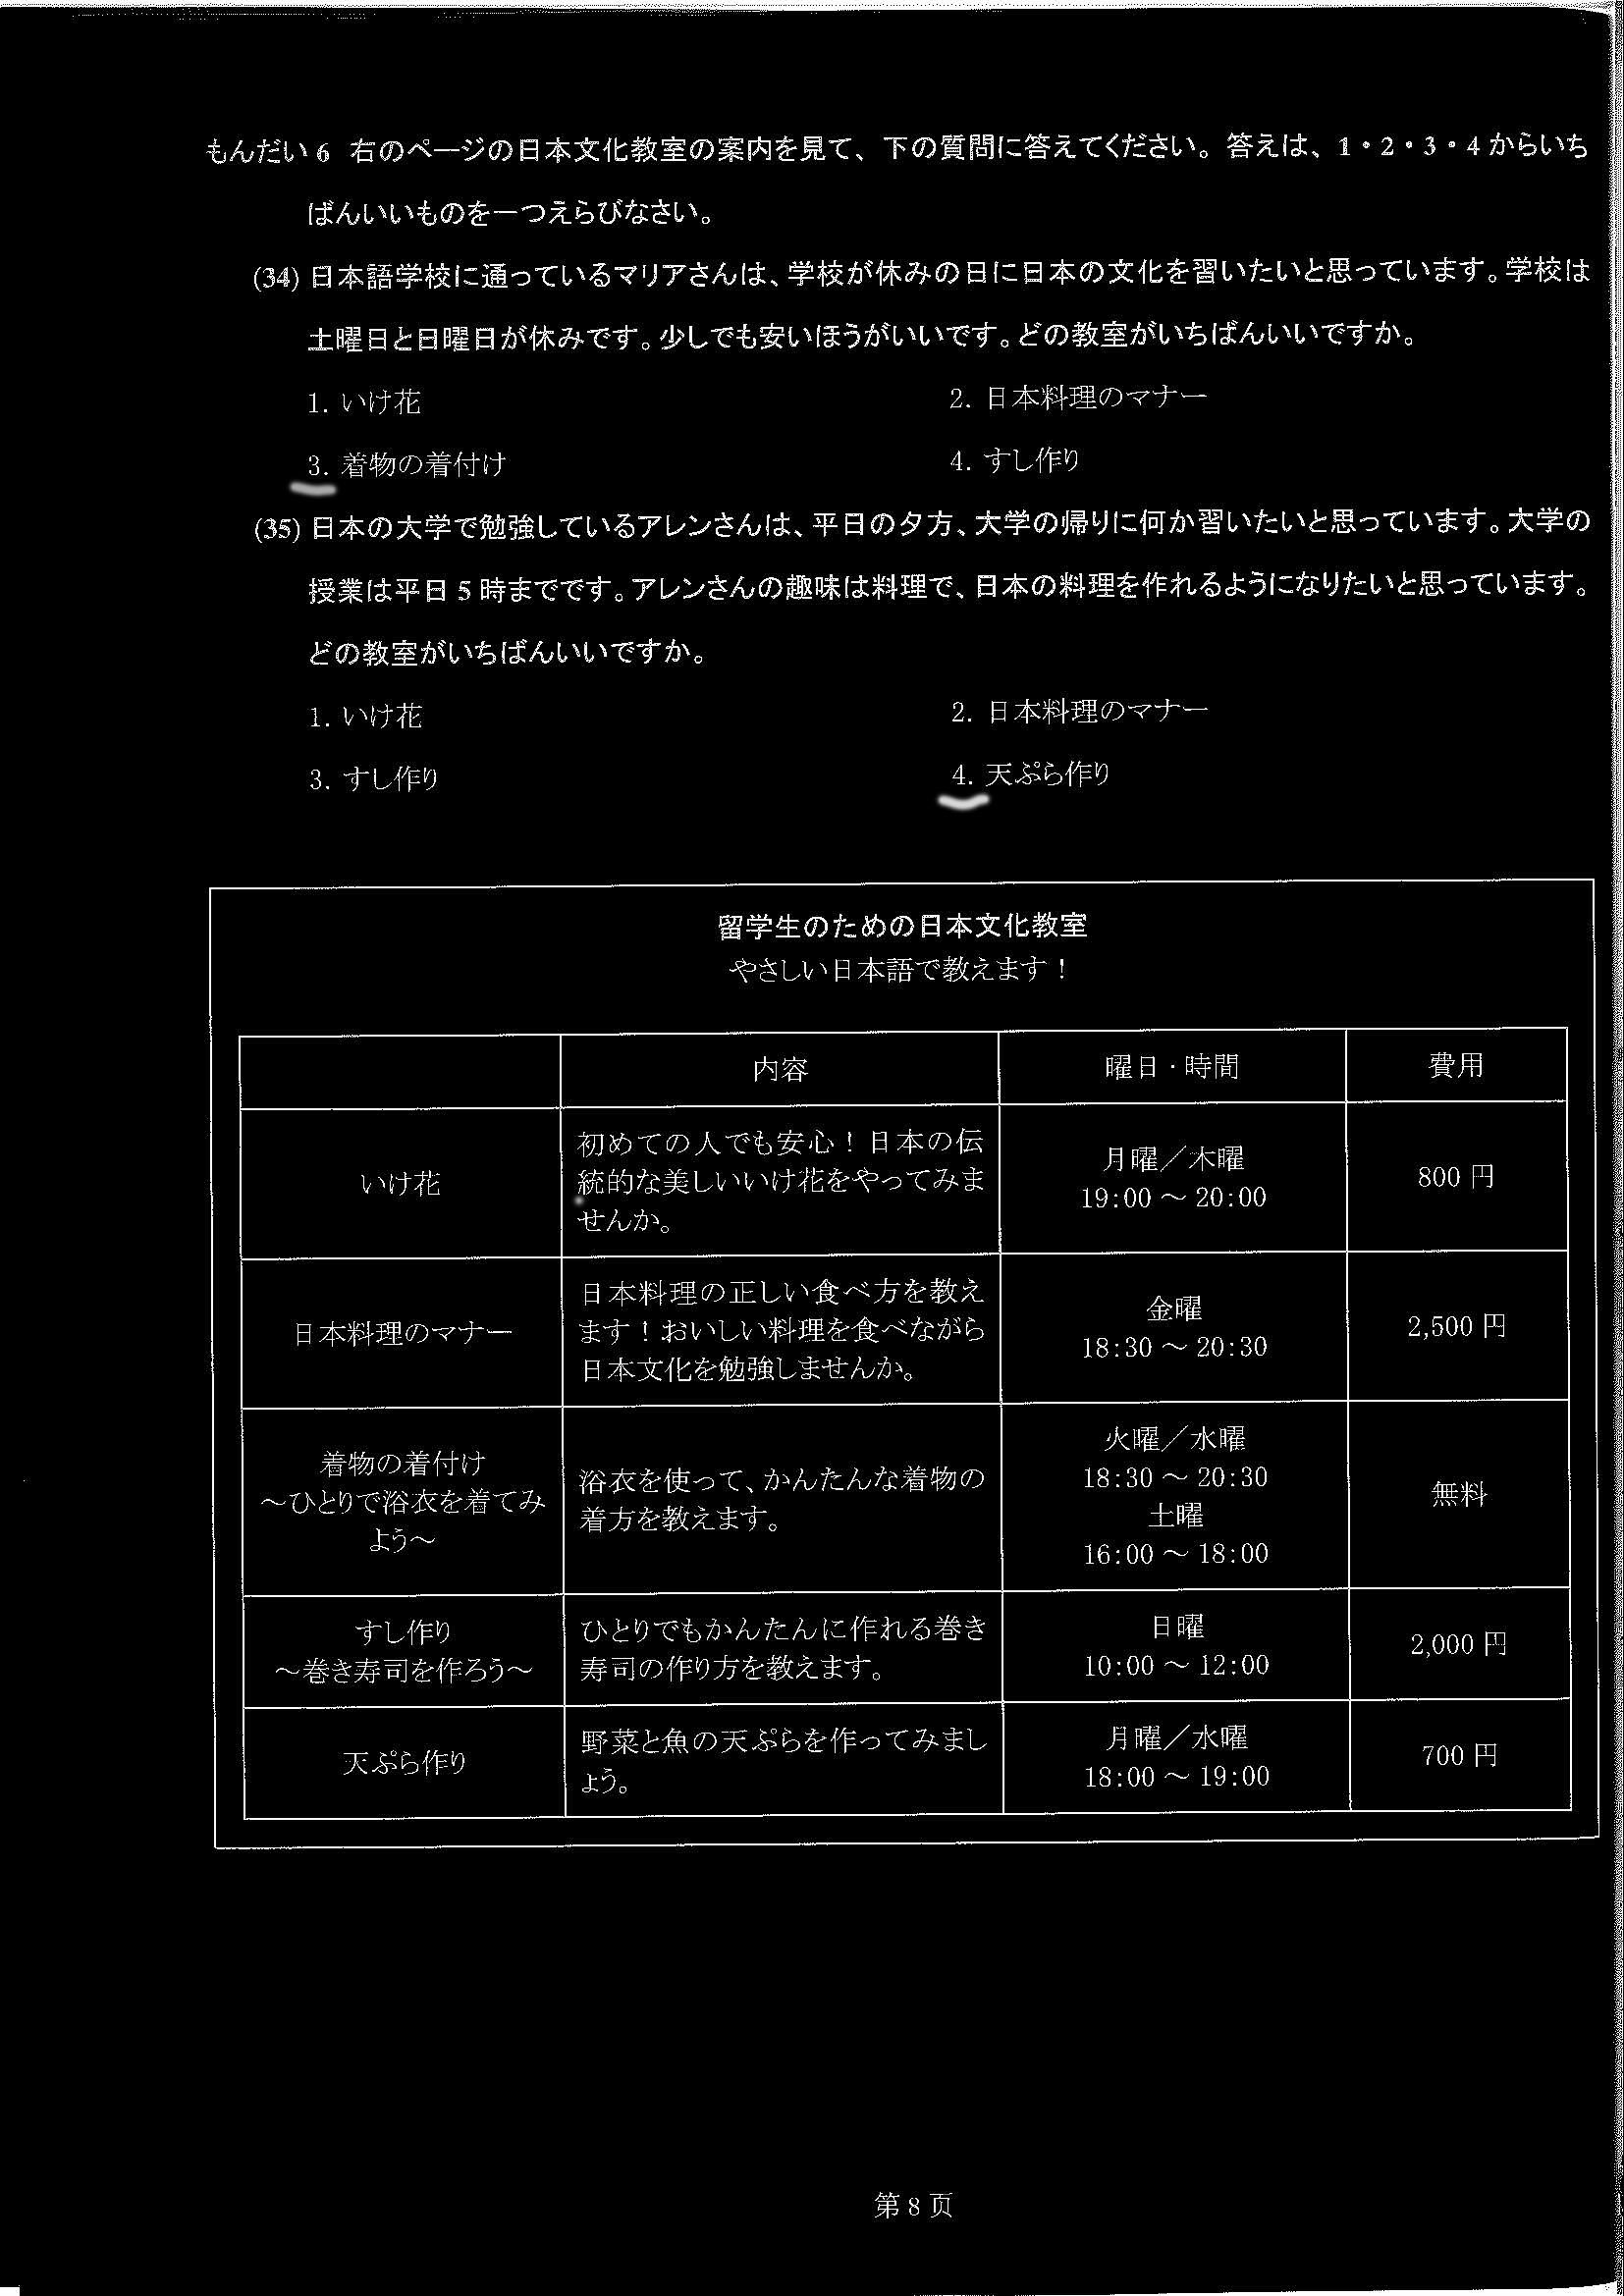 もんだい 6 右のページの日本文化教室の案内を見て、下の質問に答えてください。答えは、1・2・3・4 からいち
ばんいいものを一つえらびなさい。
(34) 日本語学校に通っているマリアさんは、学校が休みの日に日本の文化を習いたいと思っています。学校は
土曜日と日曜日が休みです。少しでも安いほうがいいです。どの教室がいちばんいいですか。
1. いけ花 2. 日本料理のマナー
3. 着物の着付け 4. すし作り
(35) 日本の大学で勉強しているアレンさんは、平日の夕方、大学の帰りに何か習いたいと思っています。大学の
授業は平日 5 時までです。アレンさんの趣味は料理で、日本の料理を作れるようになりたいと思っています。
どの教室がいちばんいいですか。
1. いけ花 2. 日本料理のマナー
3. すし作り 4. 天ぷら作り
留学生のための日本文化教室
やさしい日本語で教えます！
内容 曜日・時間 費用
いけ花
初めての人でも安心！日本の伝
統的な美しいいけ花をやってみま
せんか。
月曜／木曜
19:00 ～ 20:00
800 円
日本料理のマナー
日本料理の正しい食べ方を教え
ます！おいしい料理を食べながら
日本文化を勉強しませんか。
金曜
18:30 ～ 20:30
2,500 円
着物の着付け
～ひとりで浴衣を着てみ
よう～
浴衣を使って、かんたんな着物の
着方を教えます。
火曜／水曜
18:30 ～ 20:30
土曜
16:00 ～ 18:00
無料
すし作り
～巻き寿司を作ろう～
ひとりでもかんたんに作れる巻き
寿司の作り方を教えます。
日曜
10:00 ～ 12:00
2,000 円
天ぷら作り
野菜と魚の天ぷらを作ってみまし
ょう。
月曜／水曜
18:00 ～ 19:00
700 円
第 8 页